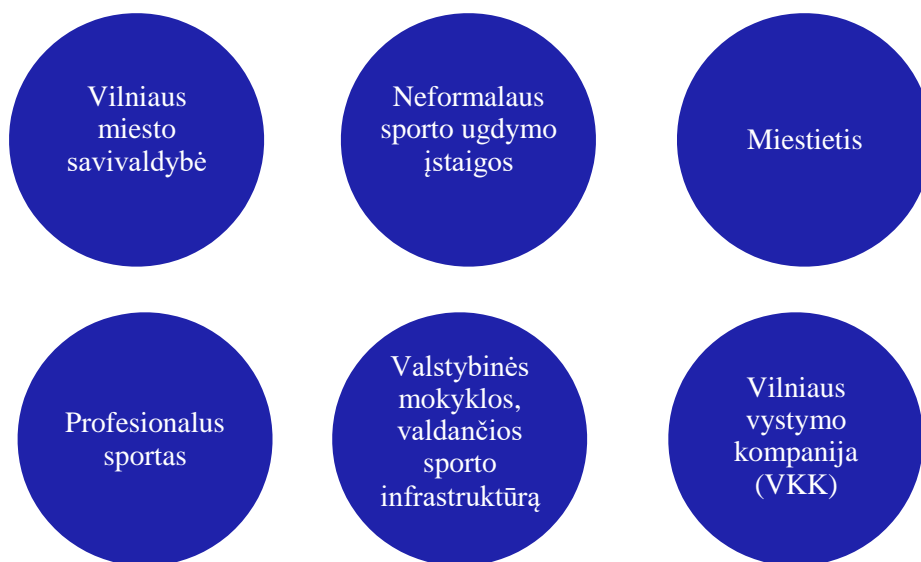 Vilniaus
miesto
savivaldybė
Neformalaus
sporto ugdymo
įstaigos
Miestietis
Profesionalus
sportas
Valstybinės
mokyklos,
valdančios
sporto
infrastruktūrą
Vilniaus
vystymo
kompanija
(VKK)